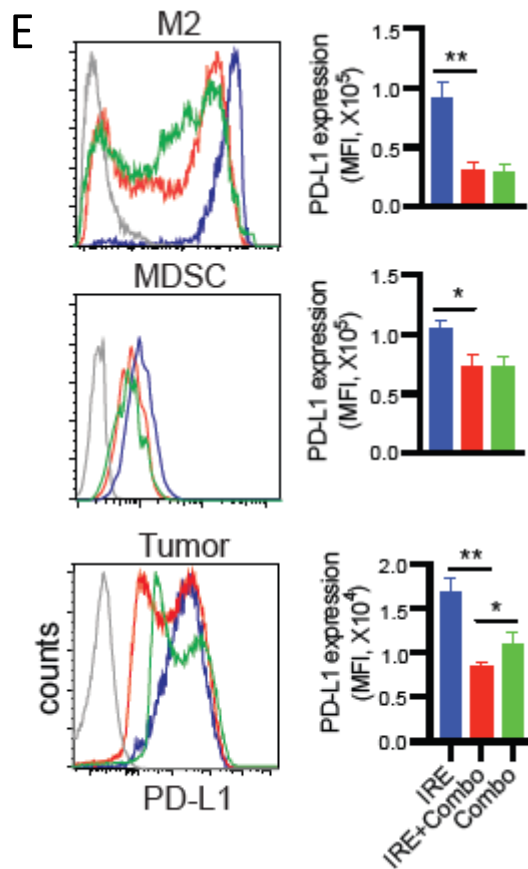 E
M2
PD-L1 expression
(MFI, X10⁵)
1.5
1.0
0.5
0.0
**
MDSC
PD-L1 expression
(MFI, X10⁵)
1.5
1.0
0.5
0.0
*
Tumor
counts
PD-L1
PD-L1 expression
(MFI, X10⁴)
2.0
1.5
1.0
0.5
0.0
**
*
IRE
IRE+Combo
Combo